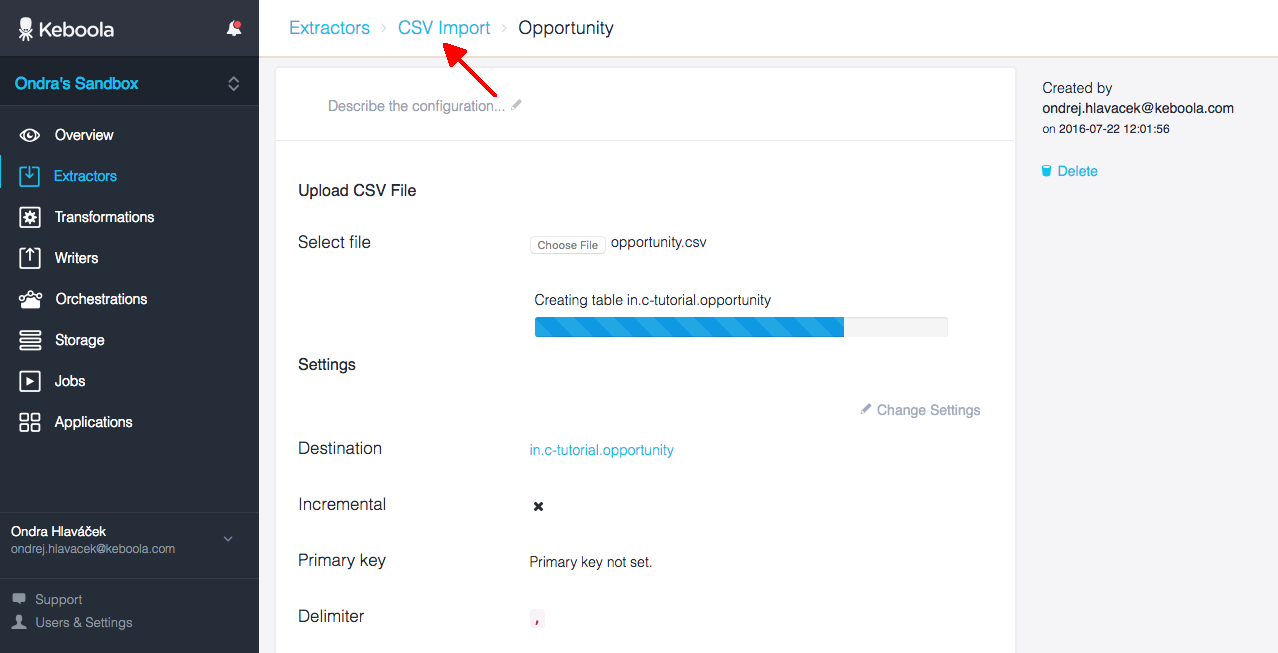 Keboola
Ondra's Sandbox
Overview
Extractors
Transformations
Writers
Orchestrations
Storage
Jobs
Applications
Ondra Hlaváček
ondrej.hlavacek@keboola.com
Support
Users & Settings
Extractors › CSV Import › Opportunity
Describe the configuration...
Upload CSV File
Select file
Choose File opportunity.csv
Creating table in.c-tutorial.opportunity
Settings
Change Settings
Destination in.c-tutorial.opportunity
Incremental
Primary key Primary key not set.
Delimiter ,
Created by
ondrej.hlavacek@keboola.com
on 2016-07-22 12:01:56
Delete